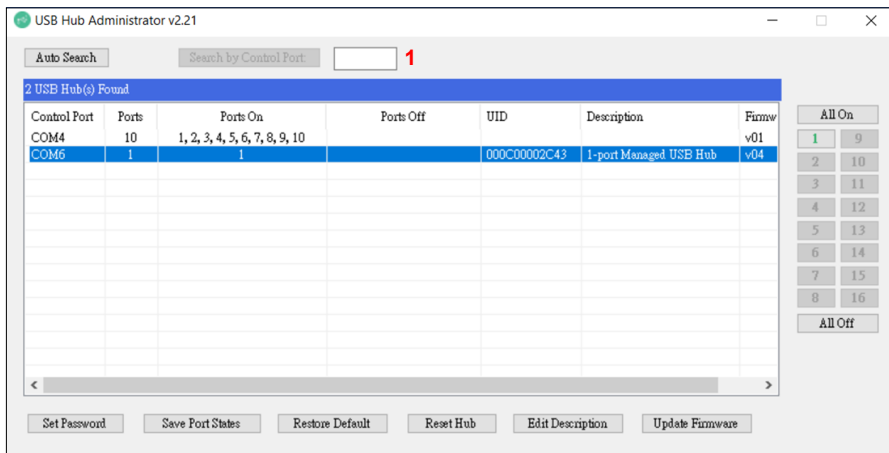 USB Hub Administrator v2.21
Auto Search Search by Control Port: 1
2 USB Hub(s) Found
Control Port Ports Ports On Ports Off UID Description Firmw
COM4 10 1, 2, 3, 4, 5, 6, 7, 8, 9, 10 v01
COM6 1 1 000C00002C43 1-port Managed USB Hub v04
All On
1 9
2 10
3 11
4 12
5 13
6 14
7 15
8 16
All Off
Set Password Save Port States Restore Default Reset Hub Edit Description Update Firmware